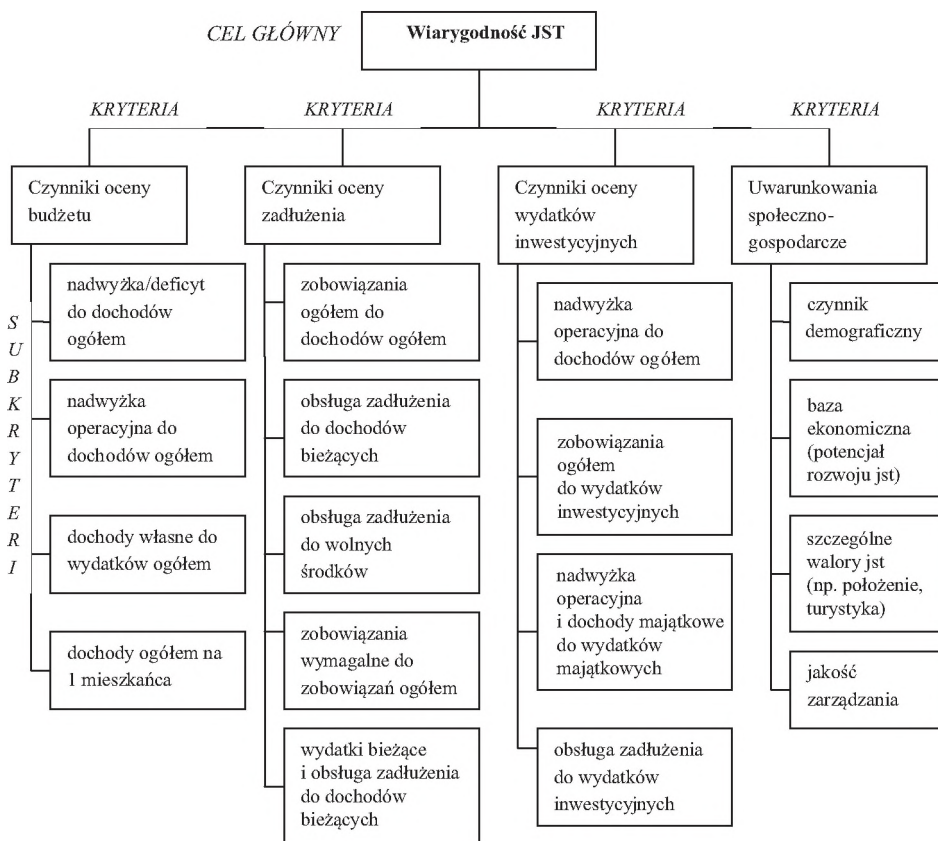 CEL GŁÓWNY
Wiarygodność JST
KRYTERIA
KRYTERIA
KRYTERIA
KRYTERIA
Czynniki oceny
budżetu
Czynniki oceny
zadłużenia
Czynniki oceny
wydatków
inwestycyjnych
Uwarunkowania
społeczno-
gospodarcze
S
U
B
K
R
Y
T
E
R
I
nadwyżka/deficyt
do dochodów
ogółem
nadwyżka
operacyjna do
dochodów ogółem
dochody własne do
wydatków ogółem
dochody ogółem na
1 mieszkańca
zobowiązania
ogółem do
dochodów ogółem
obsługa zadłużenia
do dochodów
bieżących
obsługa zadłużenia
do wolnych
środków
zobowiązania
wymagalne do
zobowiązań ogółem
wydatki bieżące
i obsługa zadłużenia
do dochodów
bieżących
nadwyżka
operacyjna do
dochodów ogółem
zobowiązania
ogółem
do wydatków
inwestycyjnych
nadwyżka
operacyjna
i dochody majątkowe
do wydatków
majątkowych
obsługa zadłużenia
do wydatków
inwestycyjnych
czynnik
demograficzny
baza
ekonomiczna
(potencjał
rozwoju jst)
szczególne
walory jst
(np. położenie,
turystyka)
jakość
zarządzania